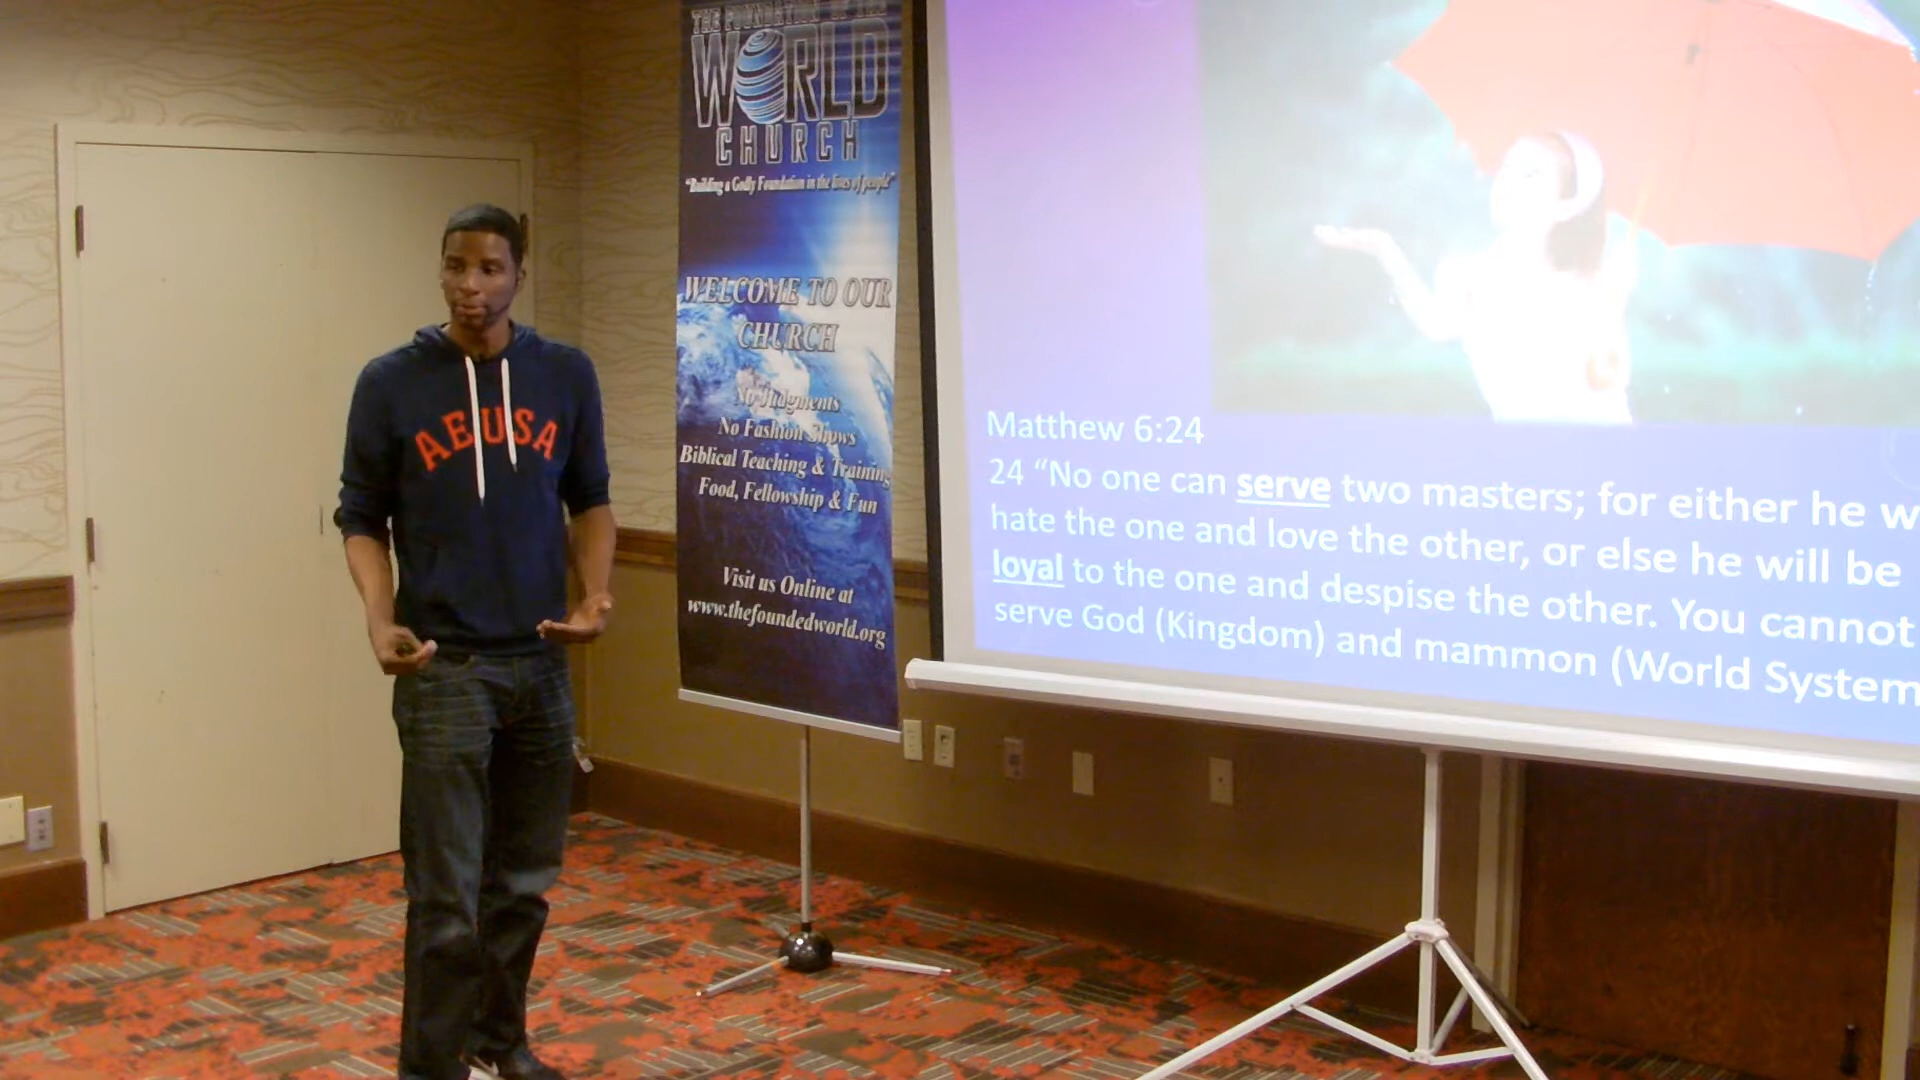 THE FOUNDATION OF THE
WORLD
CHURCH
"Building a Godly Foundation in the lives of people"
WELCOME TO OUR
CHURCH
No Judgments
No Fashion Shows
Biblical Teaching & Training
Food, Fellowship & Fun
Visit us Online at
www.thefoundedworld.org
AEUSA
Matthew 6:24
24 “No one can serve two masters; for either he w
hate the one and love the other, or else he will be
loyal to the one and despise the other. You cannot
serve God (Kingdom) and mammon (World System